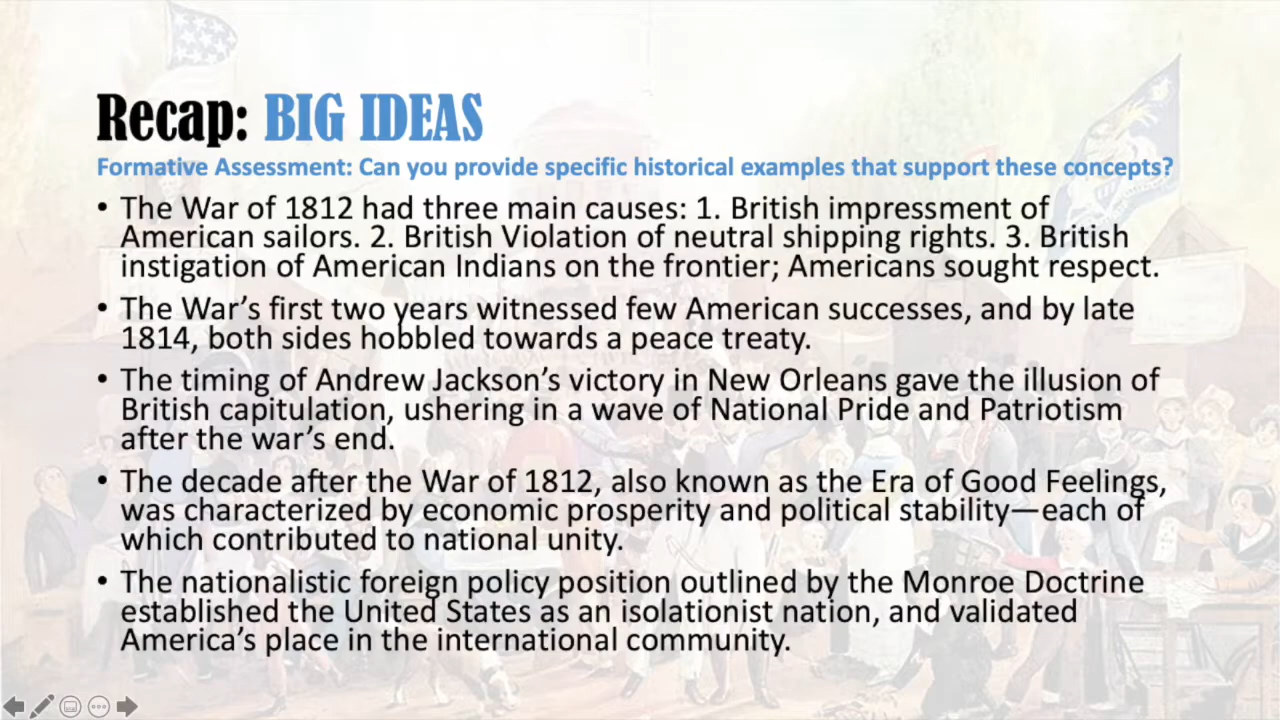 Recap: BIG IDEAS
Formative Assessment: Can you provide specific historical examples that support these concepts?
• The War of 1812 had three main causes: 1. British impressment of
American sailors. 2. British Violation of neutral shipping rights. 3. British
instigation of American Indians on the frontier; Americans sought respect.
• The War’s first two years witnessed few American successes, and by late
1814, both sides hobbled towards a peace treaty.
• The timing of Andrew Jackson’s victory in New Orleans gave the illusion of
British capitulation, ushering in a wave of National Pride and Patriotism
after the war’s end.
• The decade after the War of 1812, also known as the Era of Good Feelings,
was characterized by economic prosperity and political stability—each of
which contributed to national unity.
• The nationalistic foreign policy position outlined by the Monroe Doctrine
established the United States as an isolationist nation, and validated
America’s place in the international community.